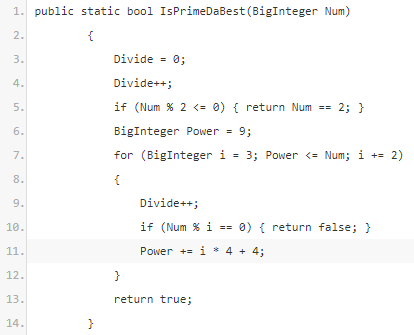 1. public static bool IsPrimeDaBest(BigInteger Num)
2. {
3. Divide = 0;
4. Divide++;
5. if (Num % 2 <= 0) { return Num == 2; }
6. BigInteger Power = 9;
7. for (BigInteger i = 3; Power <= Num; i += 2)
8. {
9. Divide++;
10. if (Num % i == 0) { return false; }
11. Power += i * 4 + 4;
12. }
13. return true;
14. }